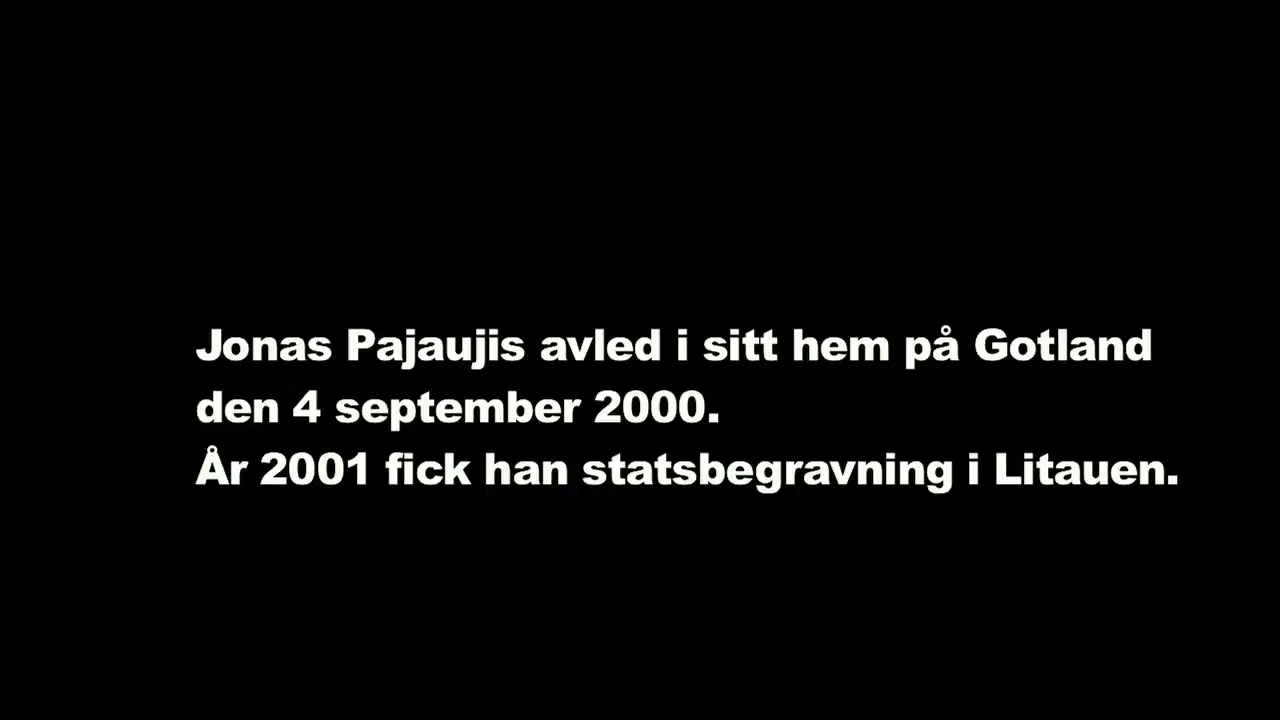 Jonas Pajaujis avled i sitt hem på Gotland
den 4 september 2000.
År 2001 fick han statsbegravning i Litauen.